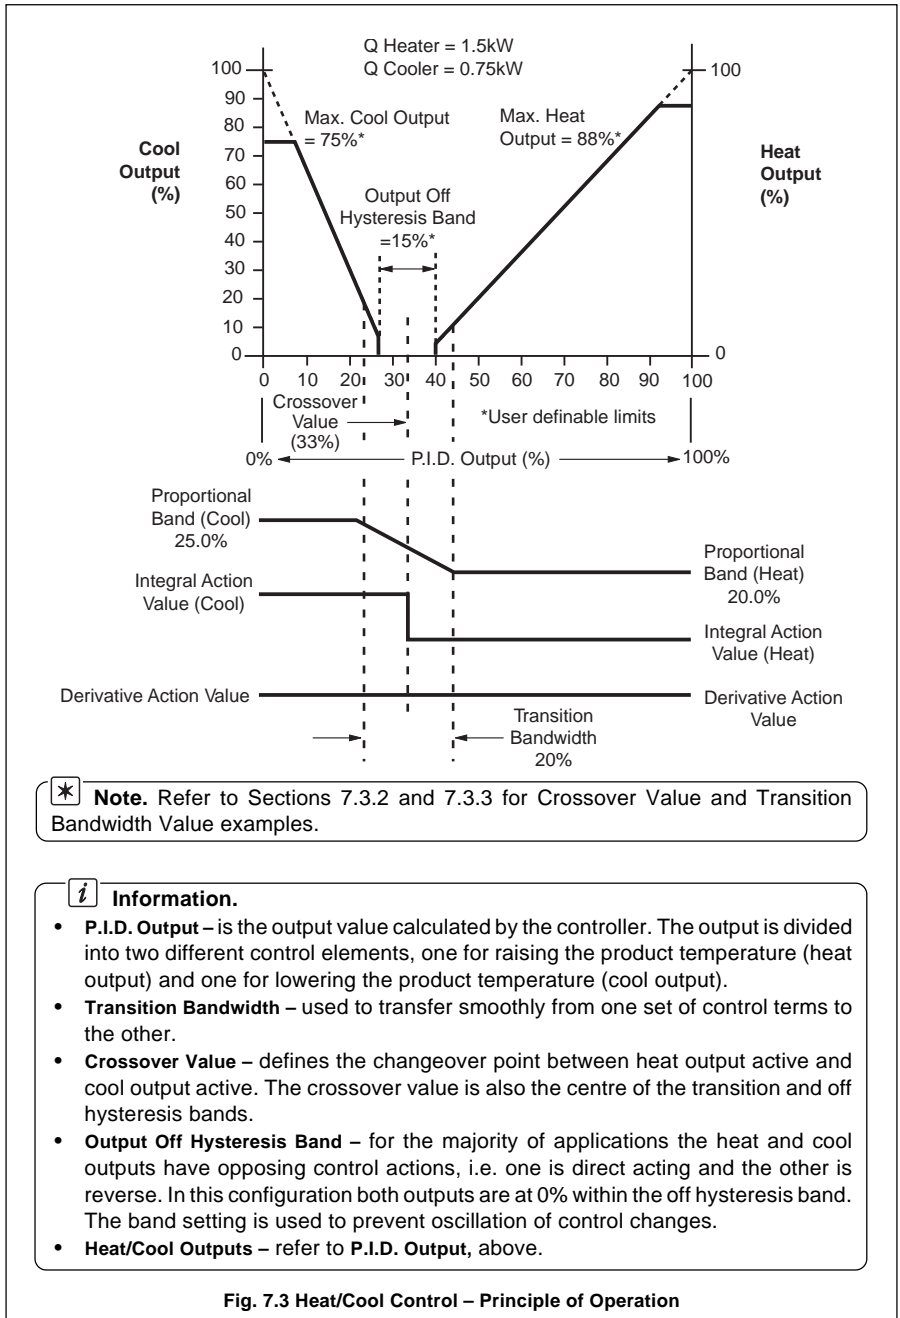 Q Heater = 1.5kW
Q Cooler = 0.75kW
100
90
80
70
60
50
40
30
20
10
0
Cool
Output
(%)
Max. Cool Output
= 75%*
Max. Heat
Output = 88%*
Output Off
Hysteresis Band
=15%*
100
0
Heat
Output
(%)
0 10 20 30 40 50 60 70 80 90 100
Crossover
Value
(33%)
*User definable limits
0% P.I.D. Output (%) 100%
Proportional
Band (Cool)
25.0%
Proportional
Band (Heat)
20.0%
Integral Action
Value (Cool)
Integral Action
Value (Heat)
Derivative Action Value
Derivative Action
Value
Transition
Bandwidth
20%
Note. Refer to Sections 7.3.2 and 7.3.3 for Crossover Value and Transition
Bandwidth Value examples.
i Information.
• P.I.D. Output – is the output value calculated by the controller. The output is divided
into two different control elements, one for raising the product temperature (heat
output) and one for lowering the product temperature (cool output).
• Transition Bandwidth – used to transfer smoothly from one set of control terms to
the other.
• Crossover Value – defines the changeover point between heat output active and
cool output active. The crossover value is also the centre of the transition and off
hysteresis bands.
• Output Off Hysteresis Band – for the majority of applications the heat and cool
outputs have opposing control actions, i.e. one is direct acting and the other is
reverse. In this configuration both outputs are at 0% within the off hysteresis band.
The band setting is used to prevent oscillation of control changes.
• Heat/Cool Outputs – refer to P.I.D. Output, above.
Fig. 7.3 Heat/Cool Control – Principle of Operation